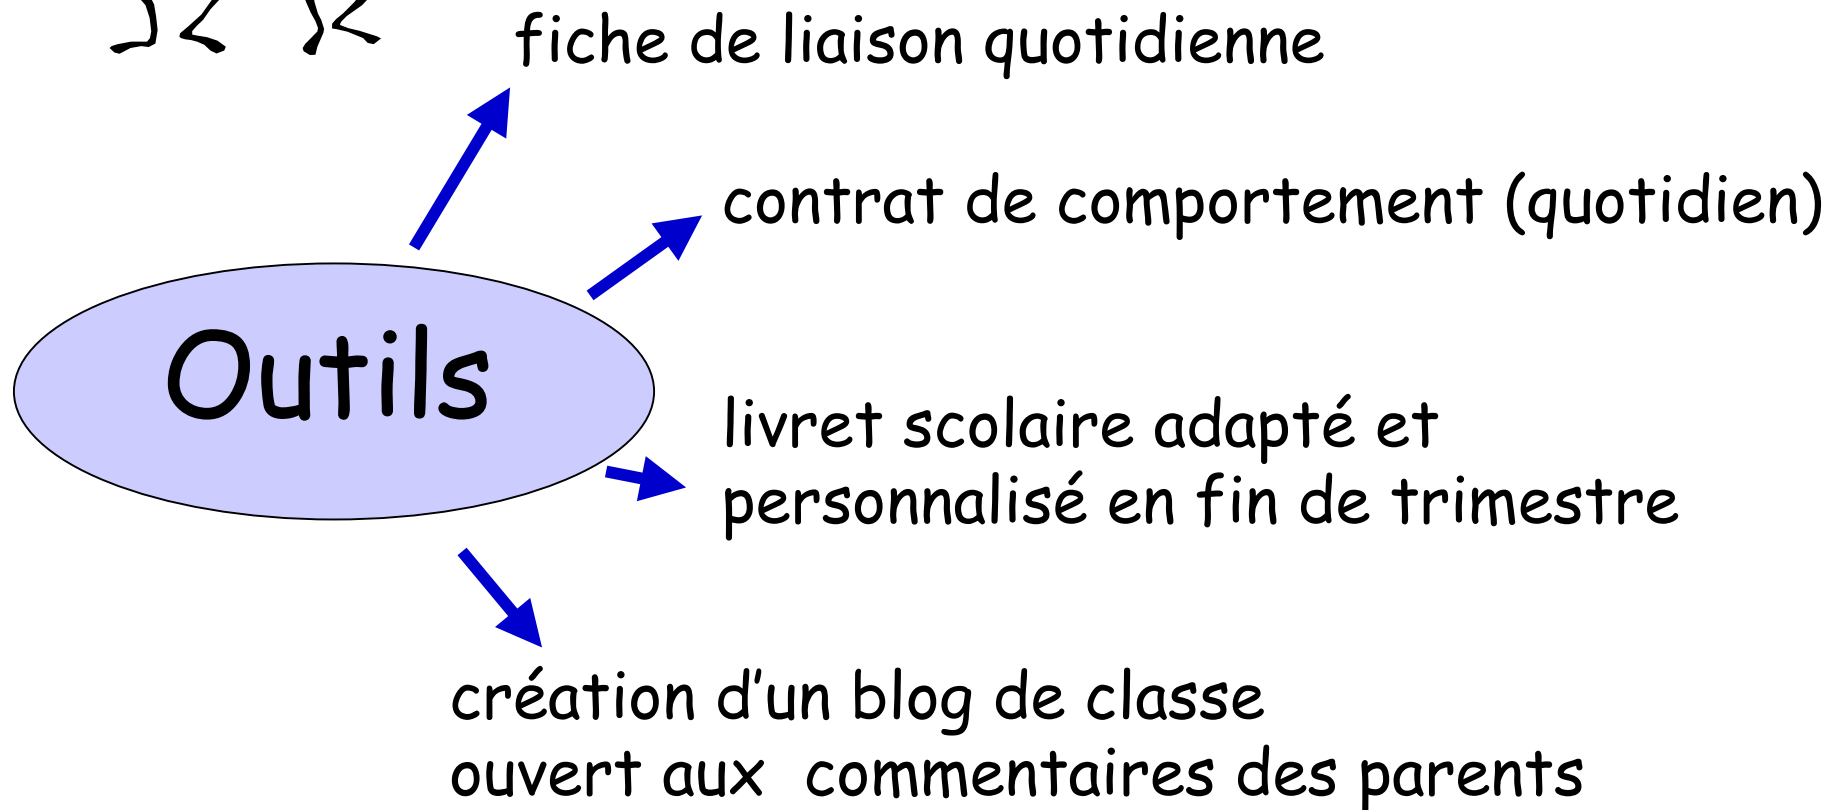 fiche de liaison quotidienne
contrat de comportement (quotidien)
Outils
livret scolaire adapté et
personnalisé en fin de trimestre
création d'un blog de classe
ouvert aux  commentaires des parents